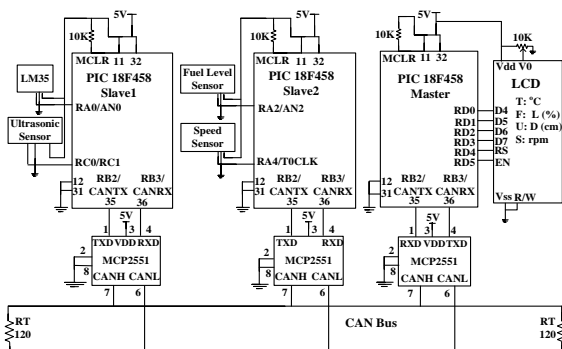 5V
10K
MCLR 11 32
PIC 18F458
Slave1
LM35
RA0/AN0
Ultrasonic
Sensor
RC0/RC1
12
31
RB2/ RB3/
CANTX CANRX
35 36
5V
1 3 4
TXD VDD RXD
MCP2551
CANH CANL
2
8
7 6
RT
120
5V
10K
MCLR 11 32
PIC 18F458
Slave2
Fuel Level
Sensor
RA2/AN2
Speed
Sensor
RA4/T0CLK
12
31
RB2/ RB3/
CANTX CANRX
35 36
5V
1 3 4
TXD RXD
MCP2551
CANH CANL
2
8
7 6
5V
MCLR 11 32
PIC 18F458
Master
RD0
RD1
RD2
RD3
RD4
RD5
12
31
RB2/ RB3/
CANTX CANRX
35 36
5V
1 3 4
RXD VDD TXD
MCP2551
CANH CANL
2
8
7 6
10K
Vdd V0
LCD
T: °C
F: L (%)
U: D (cm)
S: rpm
D4
D5
D6
D7
RS
EN
Vss R/W
CAN Bus
RT
120